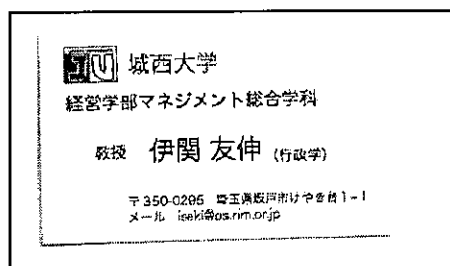 JU 城西大学
経営学部マネジメント総合学科
教授 伊関 友伸 (行政学)
〒350-0295 埼玉県坂戸市けやき台1-1
メール iseki@os.rim.or.jp